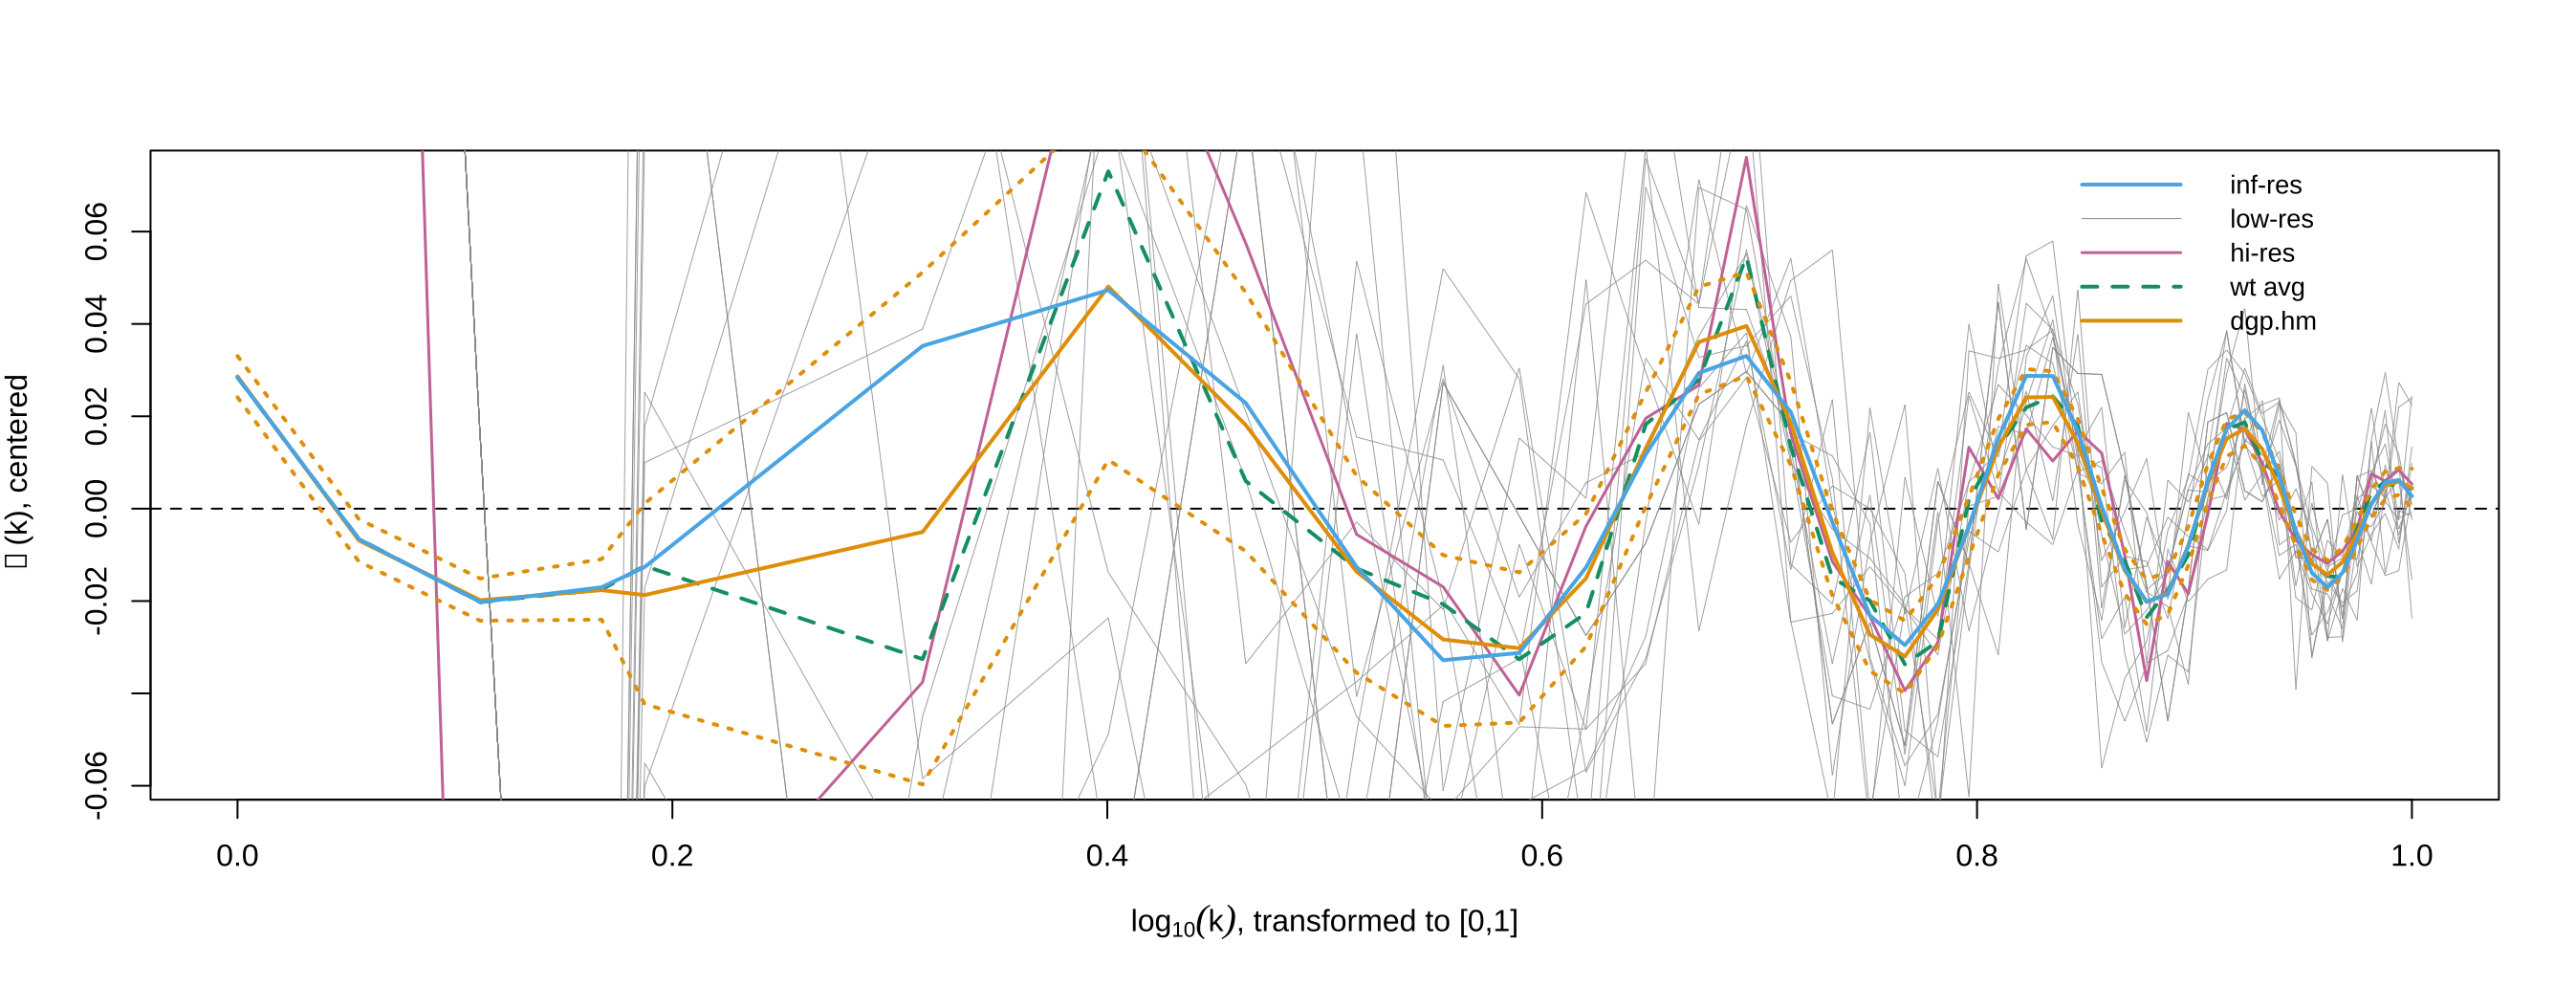 inf-res
low-res
hi-res
wt avg
dgp.hm
0.06
0.04
0.02
0.00
-0.02
-0.06
(k), centered
0.0 0.2 0.4 0.6 0.8 1.0
log10(k), transformed to [0,1]